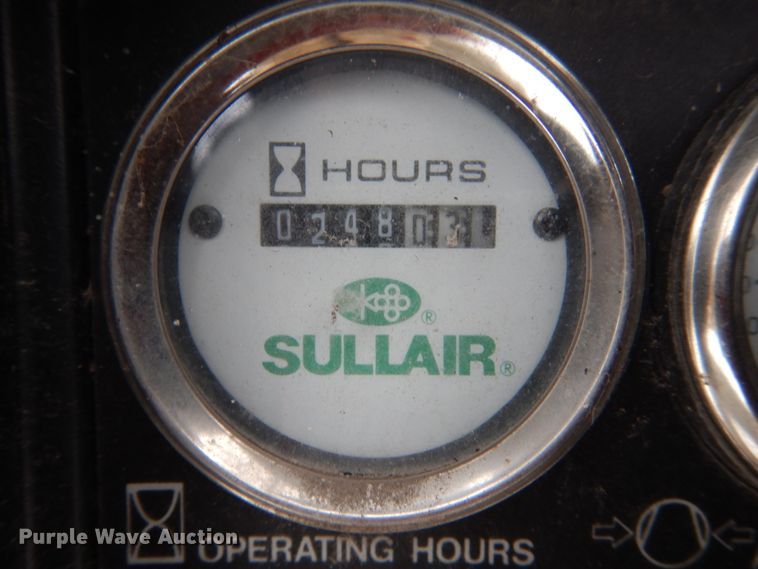 HOURS
024803
®
SULLAIR®
OPERATING HOURS
Purple Wave Auction